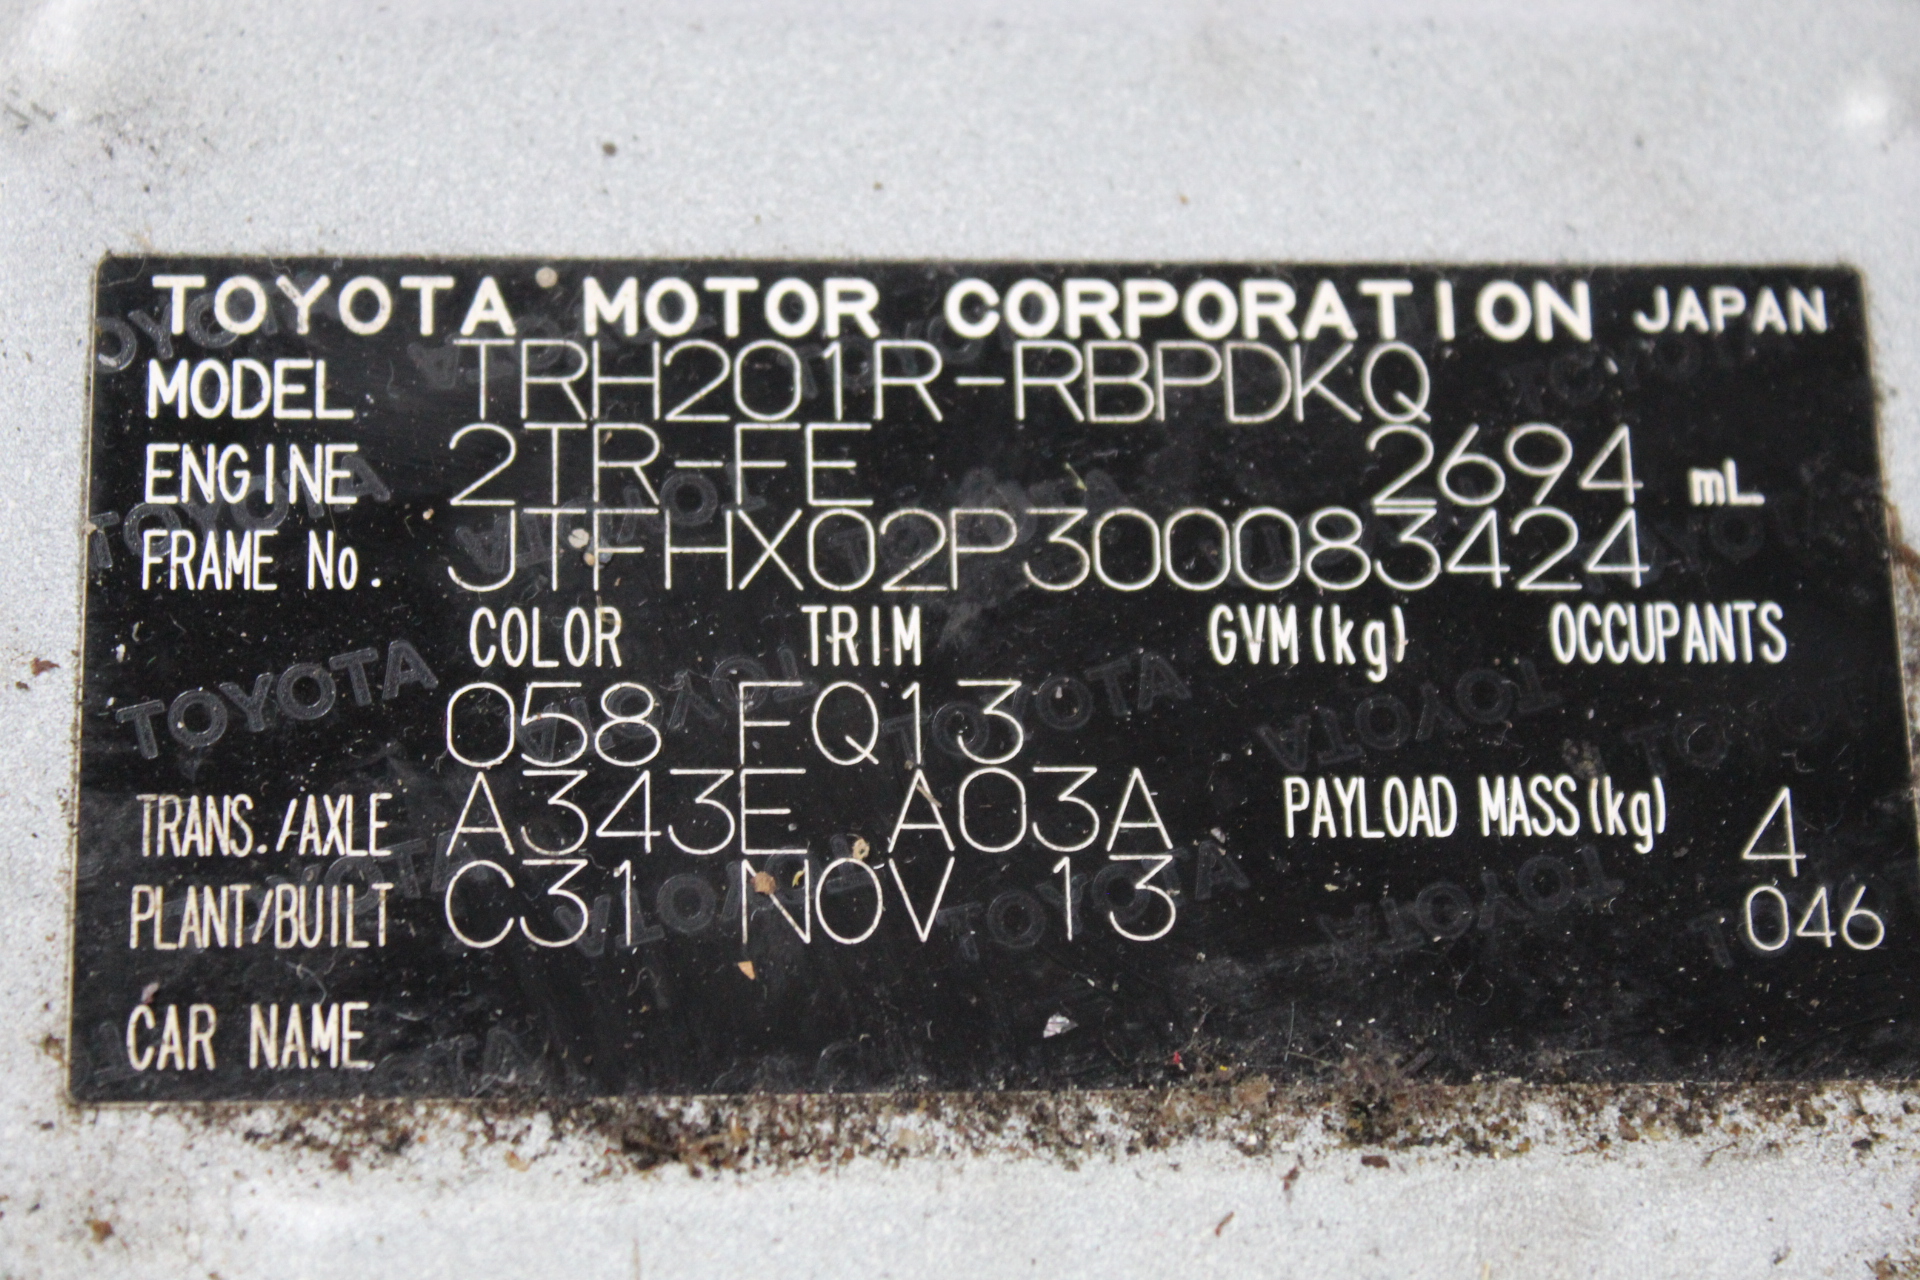 TOYOTA MOTOR CORPORATION JAPAN
MODEL TRH201R-RBPDKQ
ENGINE 2TR-FE 2694 mL
FRAME No. JTFHX02P300083424
COLOR TRIM GVM(kg) OCCUPANTS
058 FQ13
TRANS./AXLE A343E A03A PAYLOAD MASS(kg) 4
PLANT/BUILT C31 NOV 13 046
CAR NAME